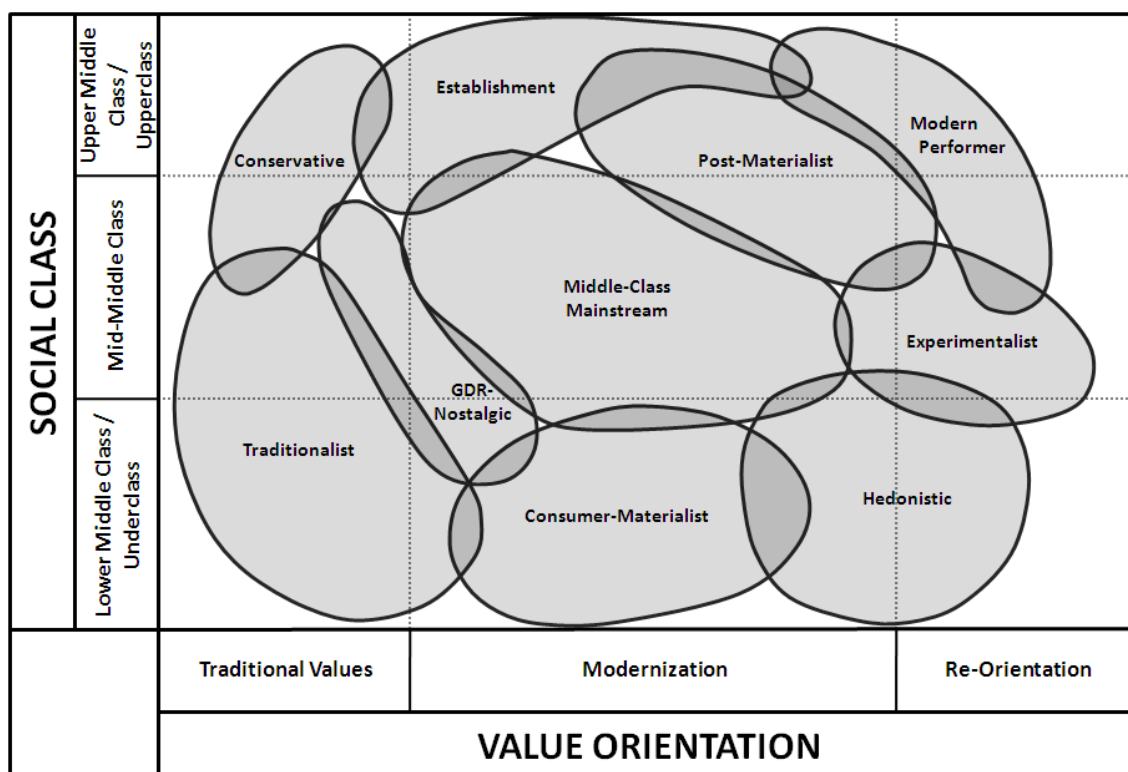 SOCIAL CLASS
Upper Middle
Class /
Upperclass
Mid-Middle Class
Lower Middle Class /
Underclass
Establishment
Conservative
Modern
Performer
Post-Materialist
Middle-Class
Mainstream
Experimentalist
GDR-
Nostalgic
Traditionalist
Consumer-Materialist
Hedonistic
Traditional Values
Modernization
Re-Orientation
VALUE ORIENTATION